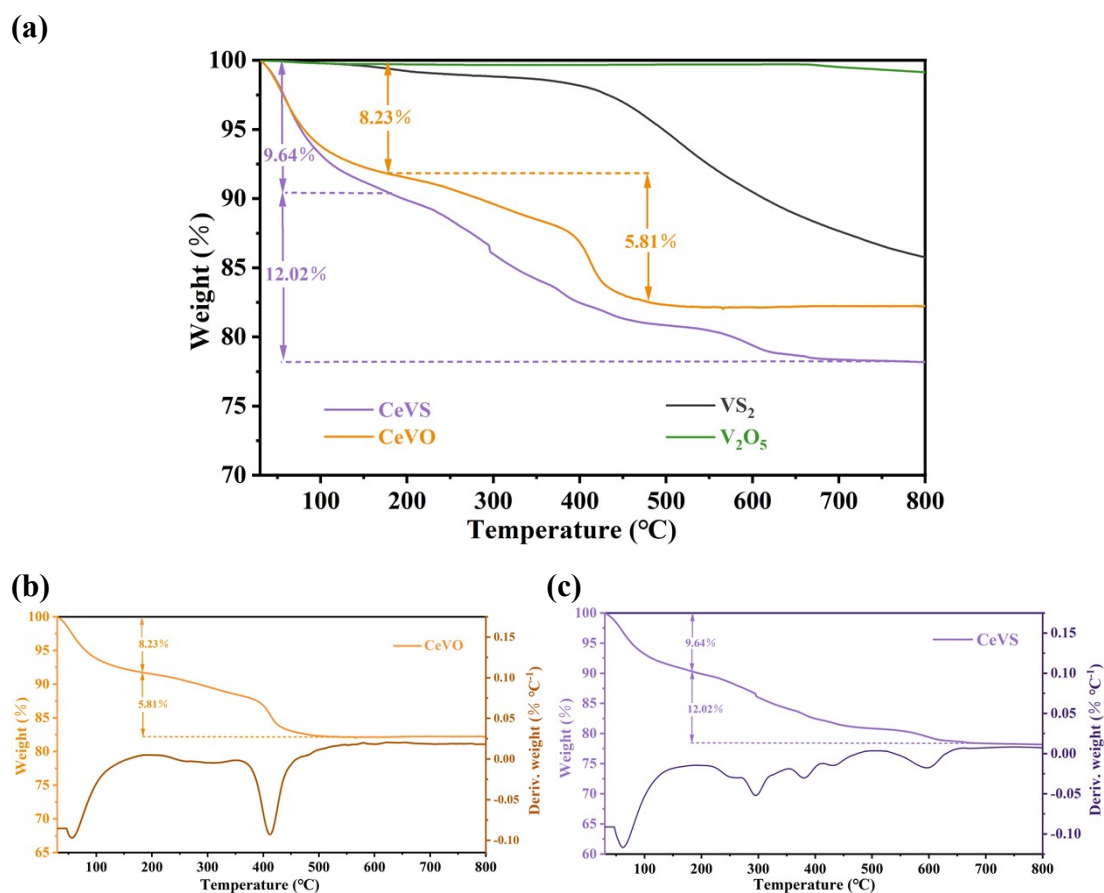 (a)
100
95
90
85
80
75
70
Weight (%)
8.23%
9.64%
5.81%
12.02%
CeVS
VS₂
CeVO
V₂O₅
100 200 300 400 500 600 700 800
Temperature (℃)
(b)
100
95
90
85
80
75
70
65
Weight (%)
8.23%
5.81%
CeVO
0.15
0.10
0.05
0.00
-0.05
-0.10
Deriv. weight (% °C⁻¹)
100 200 300 400 500 600 700 800
Temperature (℃)
(c)
100
95
90
85
80
75
70
65
60
Weight (%)
9.64%
12.02%
CeVS
0.15
0.10
0.05
0.00
-0.05
-0.10
Deriv. weight (% °C⁻¹)
100 200 300 400 500 600 700 800
Temperature (℃)